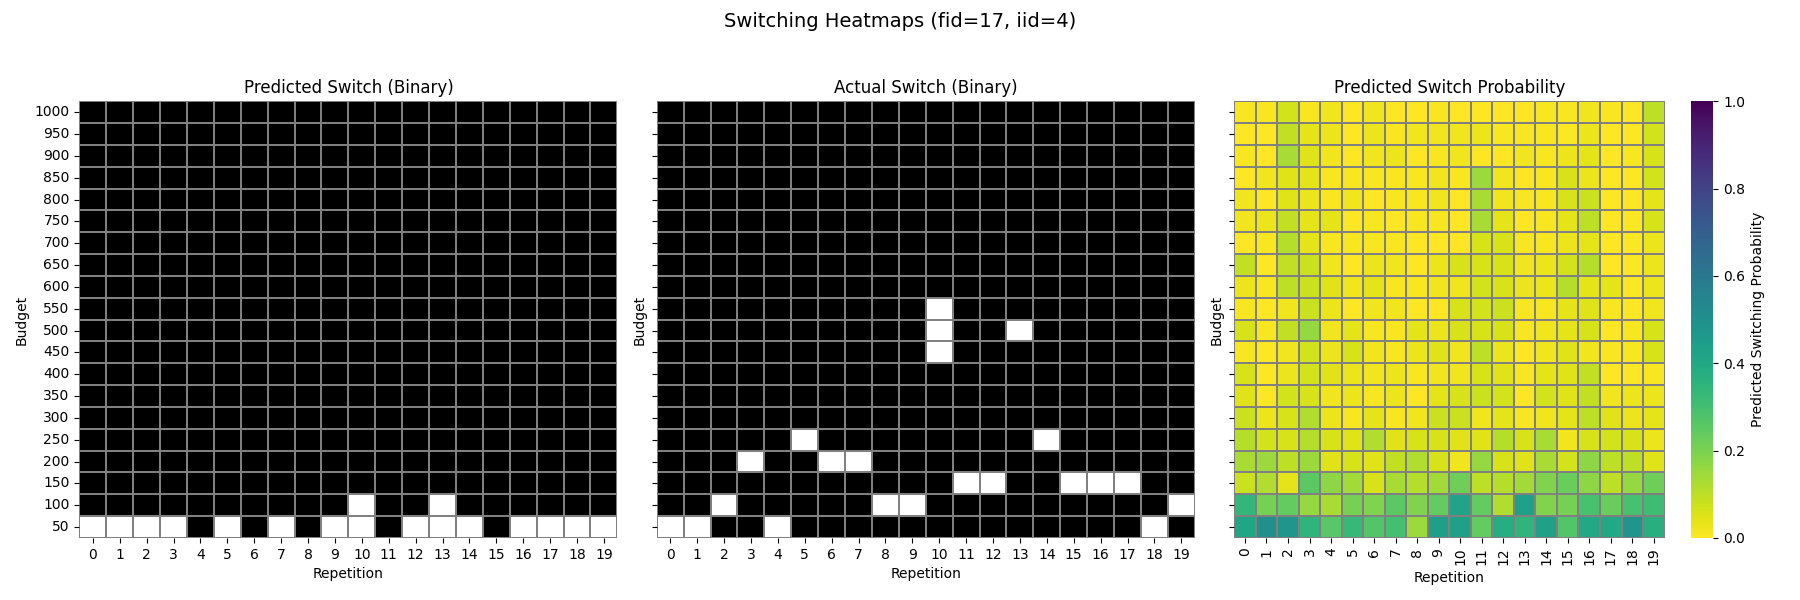 Switching Heatmaps (fid=17, iid=4)
Predicted Switch (Binary)
Budget
1000
950
900
850
800
750
700
650
600
550
500
450
400
350
300
250
200
150
100
50
0 1 2 3 4 5 6 7 8 9 10 11 12 13 14 15 16 17 18 19
Repetition
Actual Switch (Binary)
Budget
0 1 2 3 4 5 6 7 8 9 10 11 12 13 14 15 16 17 18 19
Repetition
Predicted Switch Probability
Budget
0 1 2 3 4 5 6 7 8 9 10 11 12 13 14 15 16 17 18 19
Repetition
1.0
0.8
0.6
0.4
0.2
0.0
Predicted Switching Probability